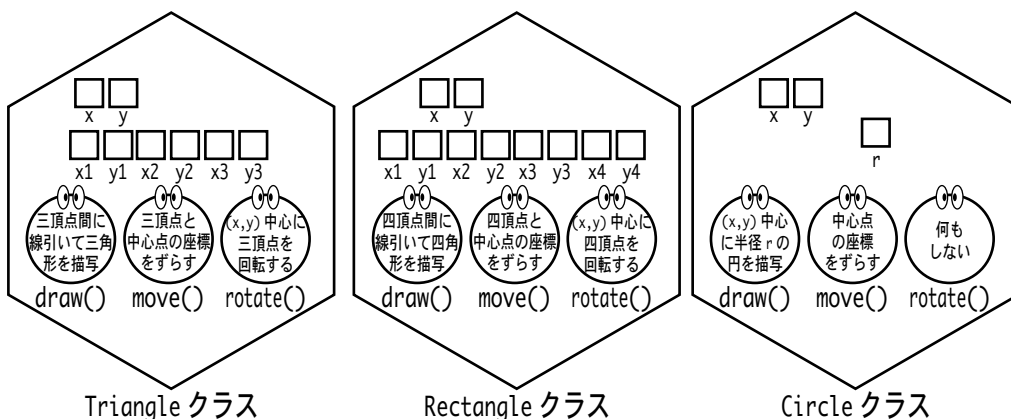 x y
x1 y1 x2 y2 x3 y3
三頂点間に
線引いて三角
形を描写
draw()
三頂点と
中心点の座標
をずらす
move()
(x,y) 中心に
三頂点を
回転する
rotate()
Triangle クラス
x y
x1 y1 x2 y2 x3 y3 x4 y4
四頂点間に
線引いて四角
形を描写
draw()
四頂点と
中心点の座標
をずらす
move()
(x,y) 中心に
四頂点を
回転する
rotate()
Rectangle クラス
x y
r
(x,y) 中心
に半径 r の
円を描写
draw()
中心点
の座標
をずらす
move()
何も
しない
rotate()
Circle クラス